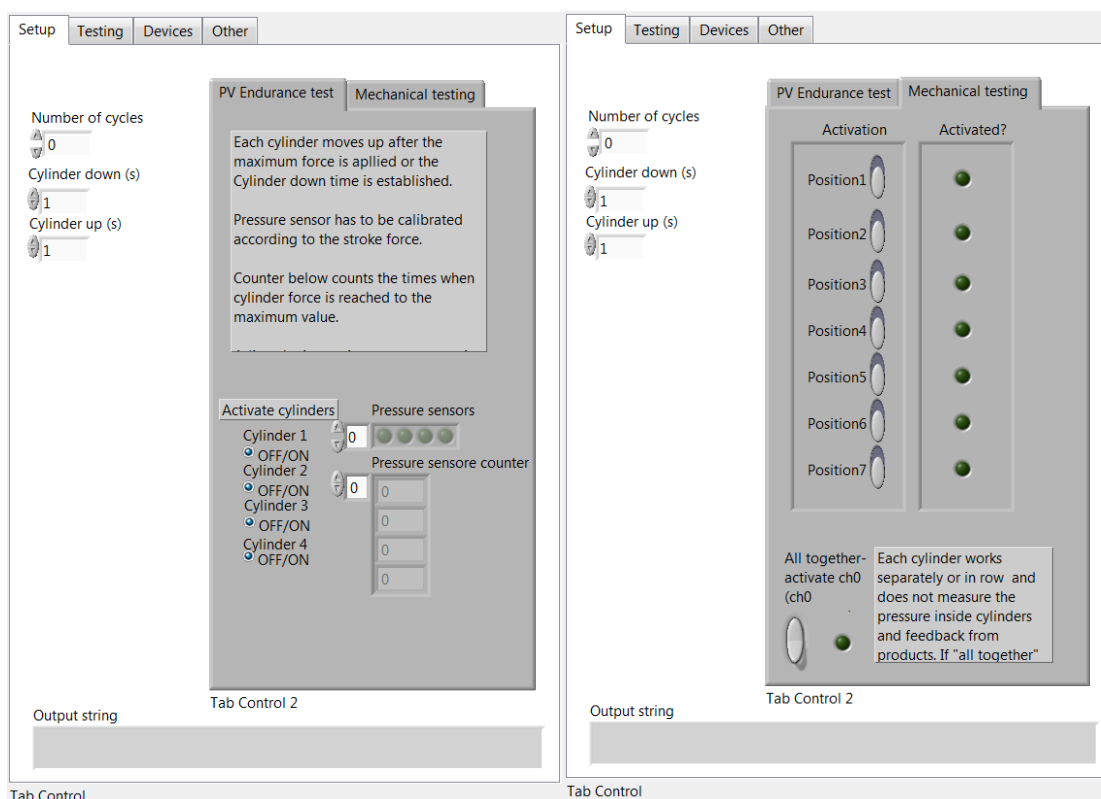 Setup Testing Devices Other
Number of cycles
0
Cylinder down (s)
1
Cylinder up (s)
1
PV Endurance test Mechanical testing
Each cylinder moves up after the
maximum force is apllied or the
Cylinder down time is established.
Pressure sensor has to be calibrated
according to the stroke force.
Counter below counts the times when
cylinder force is reached to the
maximum value.
Activate cylinders
Cylinder 1
OFF/ON
Cylinder 2
OFF/ON
Cylinder 3
OFF/ON
Cylinder 4
OFF/ON
Pressure sensors
0
Pressure sensore counter
0
0
0
0
0
Tab Control 2
Output string
Tab Control
Setup Testing Devices Other
Number of cycles
0
Cylinder down (s)
1
Cylinder up (s)
1
PV Endurance test Mechanical testing
Activation Activated?
Position1
Position2
Position3
Position4
Position5
Position6
Position7
All together-
activate ch0
(ch0
Each cylinder works
separately or in row and
does not measure the
pressure inside cylinders
and feedback from
products. If "all together"
Tab Control 2
Output string
Tab Control